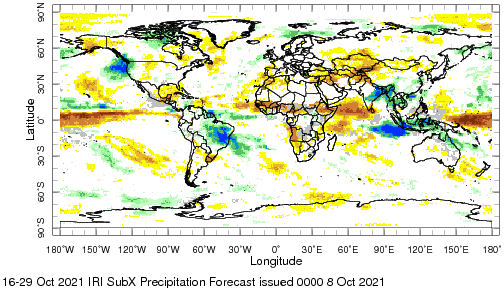 90°N
60°N
30°N
0°
30°S
60°S
90°S
Latitude
180°W 150°W 120°W 90°W 60°W 30°W 0° 30°E 60°E 90°E 120°E 150°E 180°E
Longitude
16-29 Oct 2021 IRI SubX Precipitation Forecast issued 0000 8 Oct 2021